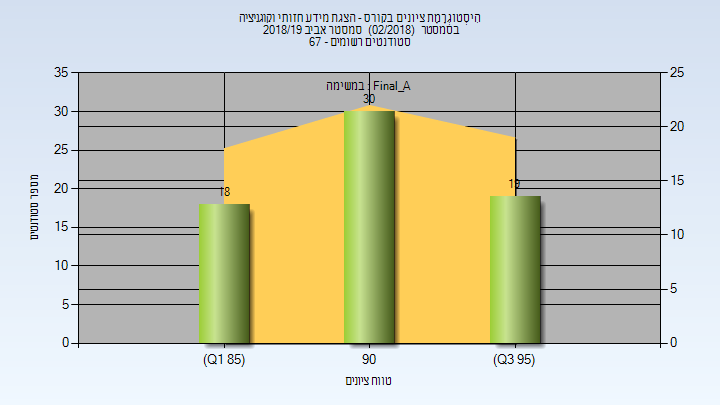 היסטוגרמת ציונים בקורס - הצגת מידע חזותי וקוגניציה
בסמסטר (02/2018) סמסטר אביב 2018/19
סטודנטים רשומים - 67
במשימה : Final_A
35
30
25
20
15
10
5
0
25
20
15
10
5
0
18
30
19
מספר סטודנטים
(Q1 85)
90
(Q3 95)
טווח ציונים